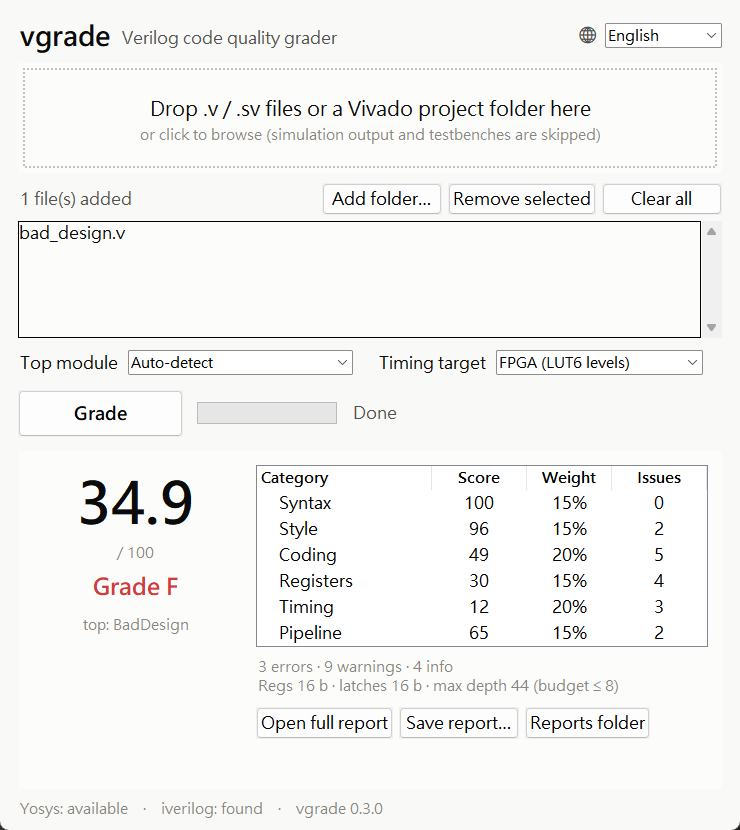 vgrade Verilog code quality grader English
Drop .v / .sv files or a Vivado project folder here
or click to browse (simulation output and testbenches are skipped)
1 file(s) added Add folder... Remove selected Clear all
bad_design.v
Top module Auto-detect Timing target FPGA (LUT6 levels)
Grade Done
34.9
/ 100
Grade F
top: BadDesign
Category Score Weight Issues
Syntax 100 15% 0
Style 96 15% 2
Coding 49 20% 5
Registers 30 15% 4
Timing 12 20% 3
Pipeline 65 15% 2
3 errors · 9 warnings · 4 info
Regs 16 b · latches 16 b · max depth 44 (budget ≤ 8)
Open full report Save report... Reports folder
Yosys: available · iverilog: found · vgrade 0.3.0